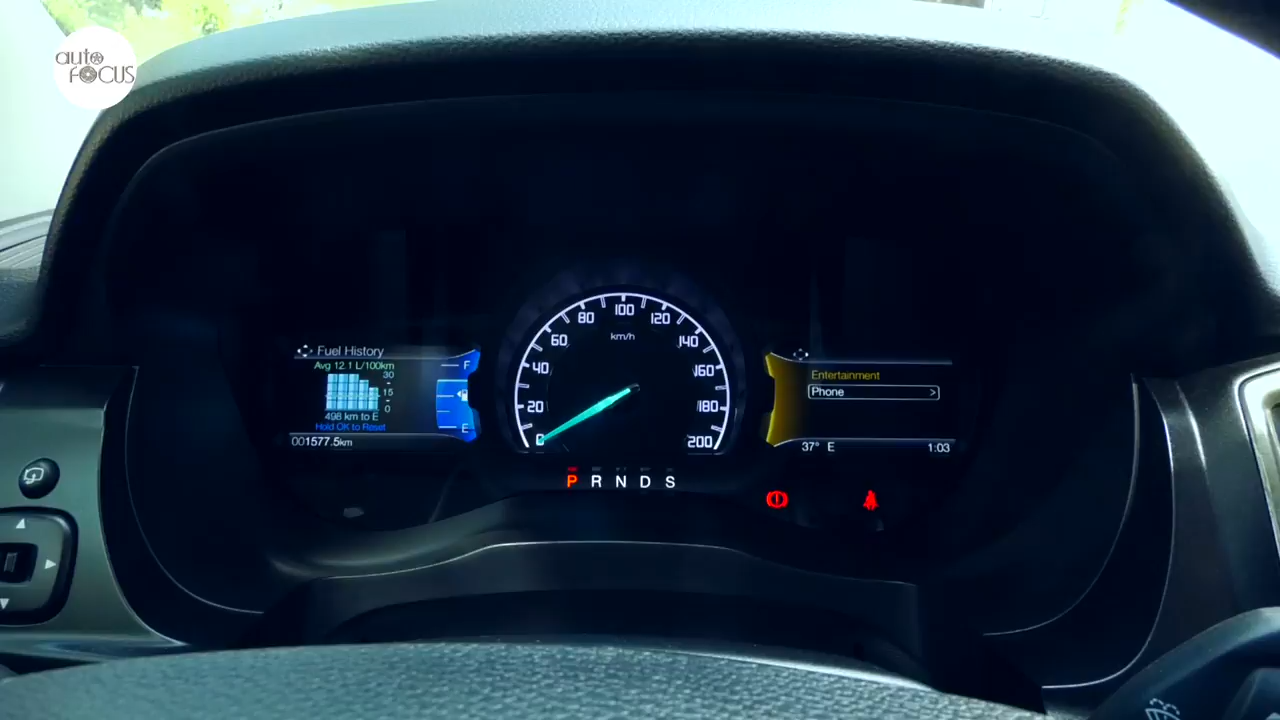 auto
FOCUS
Fuel History
Avg 12.1 L/100km
30
15
0
498 km to E
Hold OK to Reset
001577.5km
F
E
0
20
40
60
80
100
120
140
160
180
200
km/h
P R N D S
Entertainment
Phone >
37° E
1:03